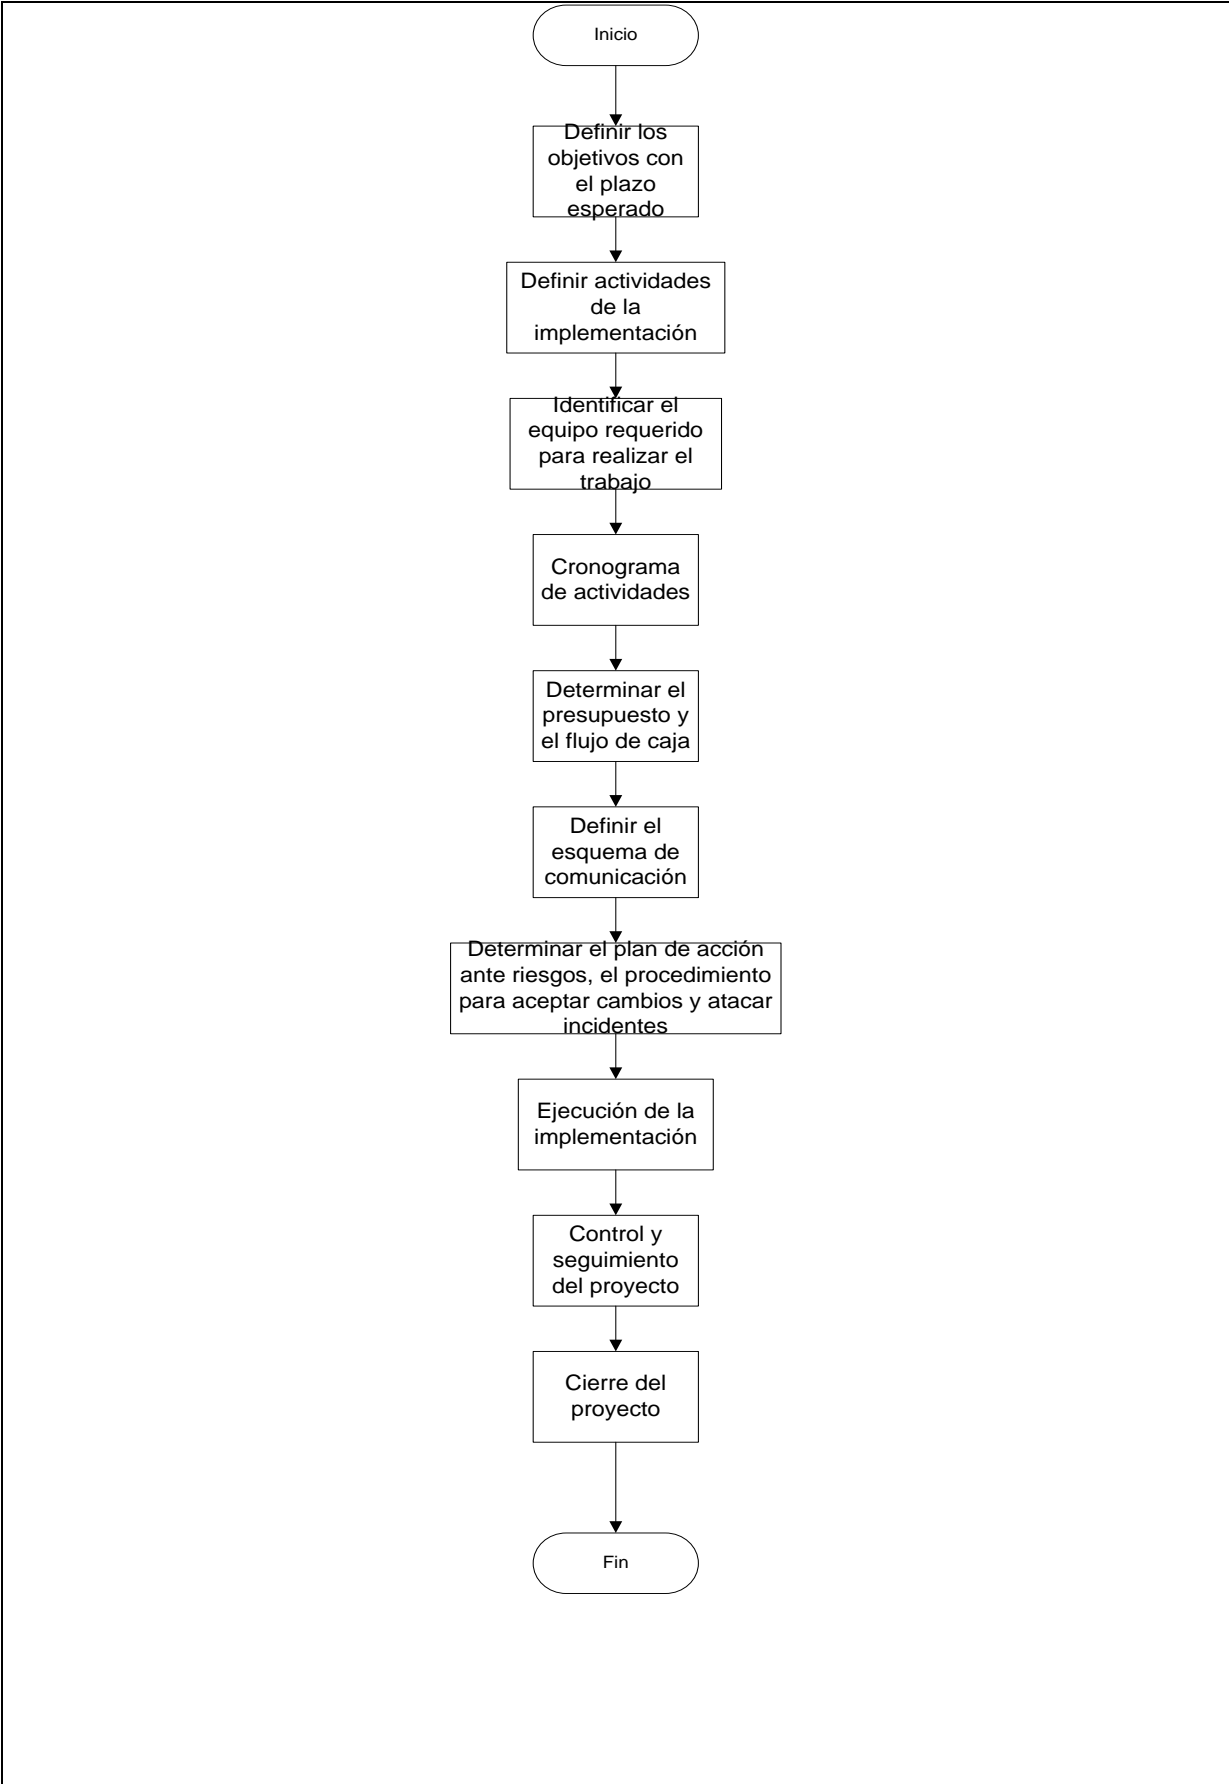 Inicio
Definir los
objetivos con
el plazo
esperado
Definir actividades
de la
implementación
Identificar el
equipo requerido
para realizar el
trabajo
Cronograma
de actividades
Determinar el
presupuesto y
el flujo de caja
Definir el
esquema de
comunicación
Determinar el plan de acción
ante riesgos, el procedimiento
para aceptar cambios y atacar
incidentes
Ejecución de la
implementación
Control y
seguimiento
del proyecto
Cierre del
proyecto
Fin